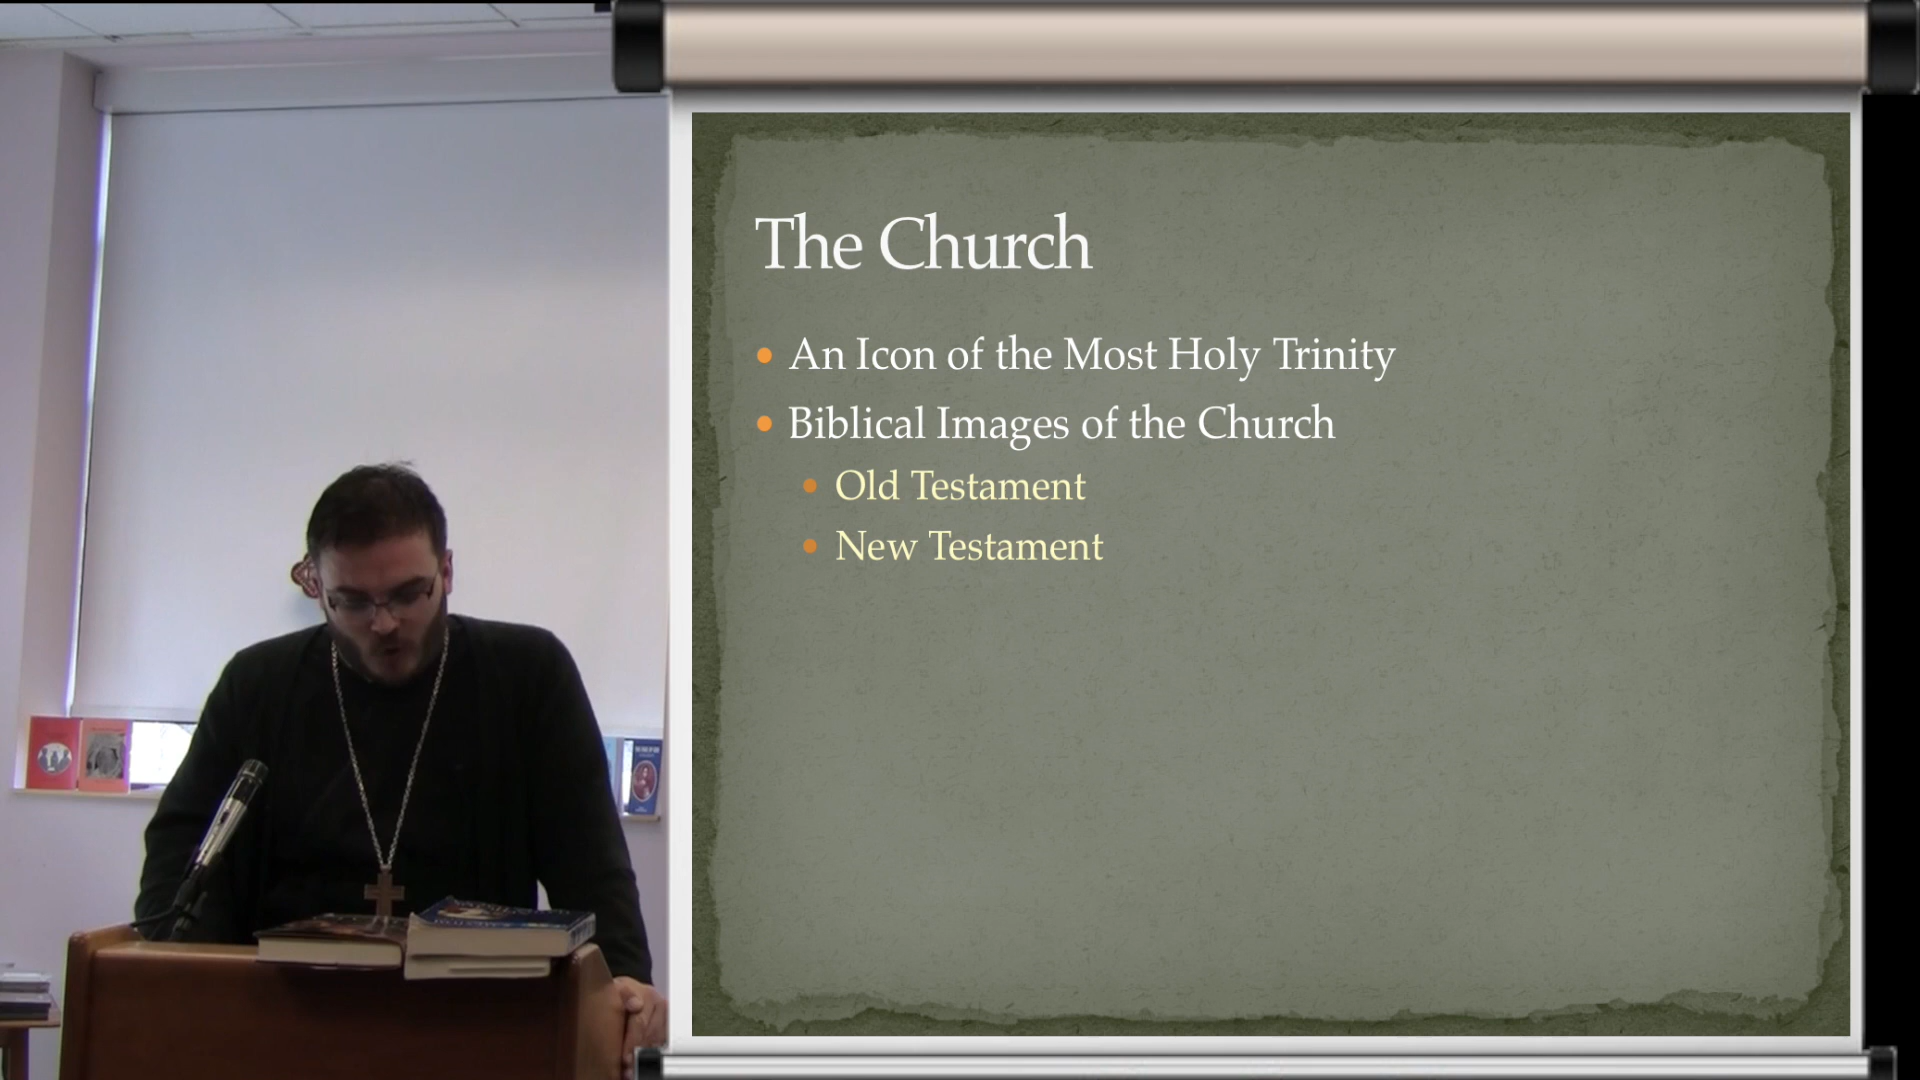 The Church
An Icon of the Most Holy Trinity
Biblical Images of the Church
Old Testament
New Testament